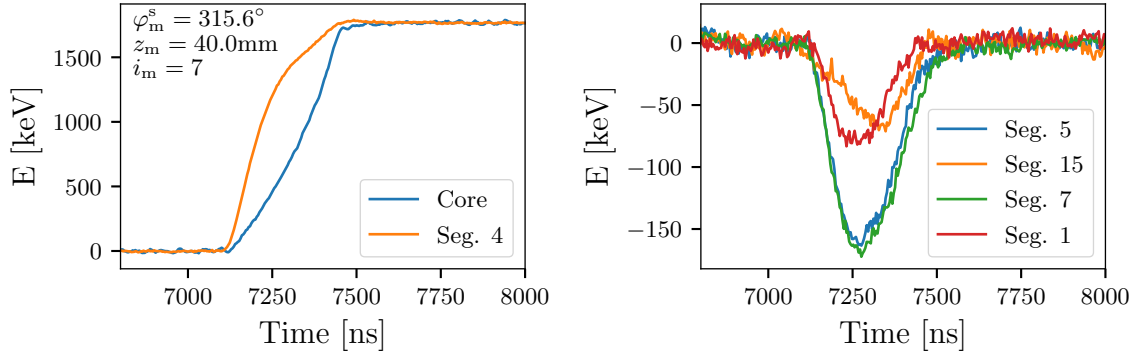 φ_m^s = 315.6°
z_m = 40.0mm
i_m = 7
E [keV]
1500
1000
500
0
Core
Seg. 4
7000 7250 7500 7750 8000
Time [ns]
E [keV]
0
−50
−100
−150
Seg. 5
Seg. 15
Seg. 7
Seg. 1
7000 7250 7500 7750 8000
Time [ns]